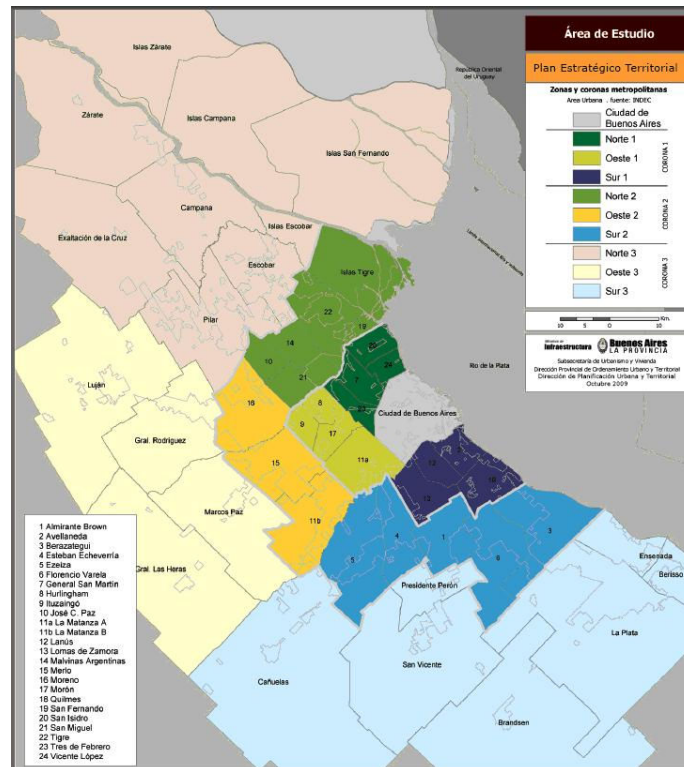 Área de Estudio
Plan Estratégico Territorial
Zonas y coronas metropolitanas
Area Urbana . fuente: INDEC
Ciudad de
Buenos Aires
Norte 1
Oeste 1
Sur 1
CORONA 1
Norte 2
Oeste 2
Sur 2
CORONA 2
Norte 3
Oeste 3
Sur 3
CORONA 3
10 5 0 10
Km.
Infraestructura
Buenos Aires
LA PROVINCIA
Subsecretaría de Urbanismo y Vivienda
Dirección Provincial de Ordenamiento Urbano y Territorial
Dirección de Planificación Urbana y Territorial
Octubre 2009
Islas Zárate
República Oriental
del Uruguay
Zárate
Islas Campana
Islas San Fernando
Campana
Islas Escobar
Exaltación de la Cruz
Escobar
Islas Tigre
22
19
Pilar
14
20
10
24
21
7
Rio de la Plata
Luján
16
8
23
Ciudad de Buenos Aires
9
17
Gral. Rodriguez
15
11a
12
2
Marcos Paz
13
18
11b
4
1
3
5
6
Gral. Las Heras
Presidente Perón
Ensenada
Berisso
La Plata
San Vicente
Cañuelas
Brandsen
1 Almirante Brown
2 Avellaneda
3 Berazategui
4 Esteban Echeverría
5 Ezeiza
6 Florencio Varela
7 General San Martín
8 Hurlingham
9 Ituzaingó
10 José C. Paz
11a La Matanza A
11b La Matanza B
12 Lanús
13 Lomas de Zamora
14 Malvinas Argentinas
15 Merlo
16 Moreno
17 Morón
18 Quilmes
19 San Fernando
20 San Isidro
21 San Miguel
22 Tigre
23 Tres de Febrero
24 Vicente López